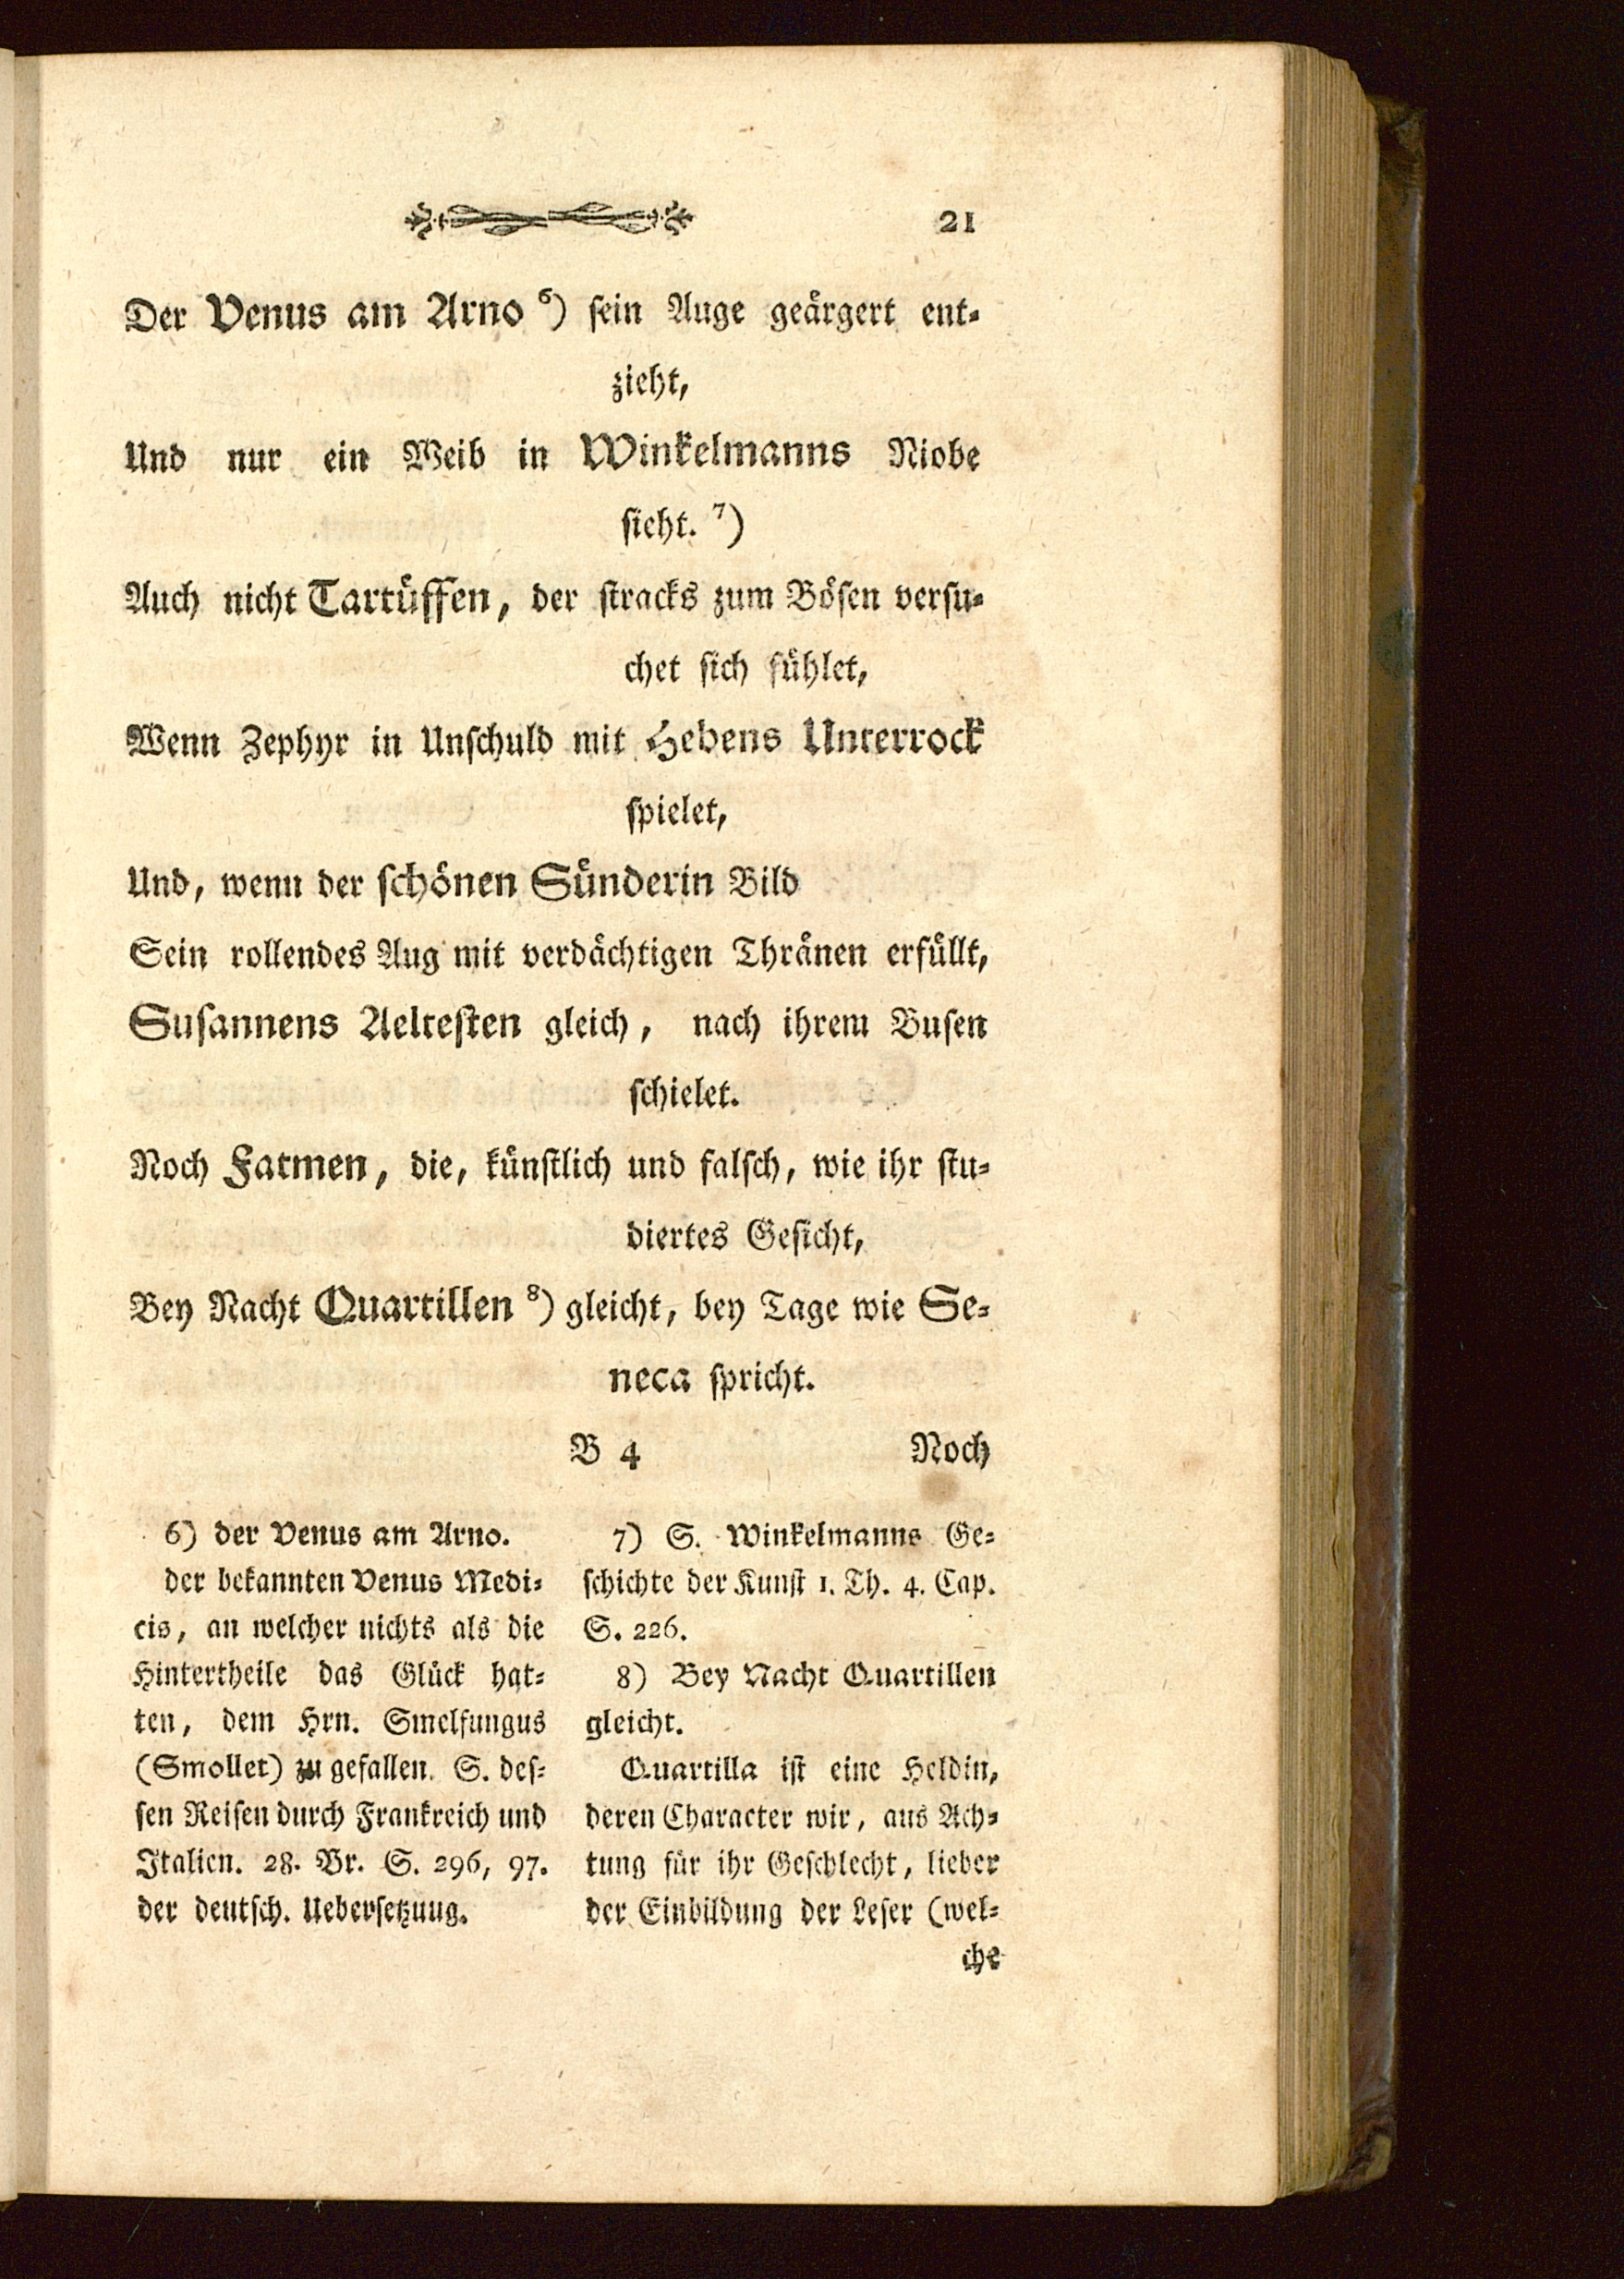 21
Der Venus am Arno ⁶) sein Auge geärgert ent-
zieht,
Und nur ein Weib in Winkelmanns Niobe
sieht. ⁷)
Auch nicht Tartüffen, der stracks zum Bösen versu-
chet sich fühlet,
Wenn Zephyr in Unschuld mit Hebens Unterrock
spielet,
Und, wenn der schönen Sünderin Bild
Sein rollendes Aug mit verdächtigen Thränen erfüllt,
Susannens Aeltesten gleich, nach ihrem Busen
schielet.
Noch Fatmen, die, künstlich und falsch, wie ihr stu-
diertes Gesicht,
Bey Nacht Quartillen ⁸) gleicht, bey Tage wie Se-
neca spricht.
B 4 Noch
6) der Venus am Arno.
der bekannten Venus Medi-
cis, an welcher nichts als die
Hintertheile das Glück hat-
ten, dem Hrn. Smelfungus
(Smollet) zu gefallen. S. des-
sen Reisen durch Frankreich und
Italien. 28. Br. S. 296, 97.
der deutsch. Uebersetzung.
7) S. Winkelmanns Ge-
schichte der Kunst 1. Th. 4. Cap.
S. 226.
8) Bey Nacht Quartillen
gleicht.
Quartilla ist eine Heldin,
deren Character wir, aus Ach-
tung für ihr Geschlecht, lieber
der Einbildung der Leser (wel-
che